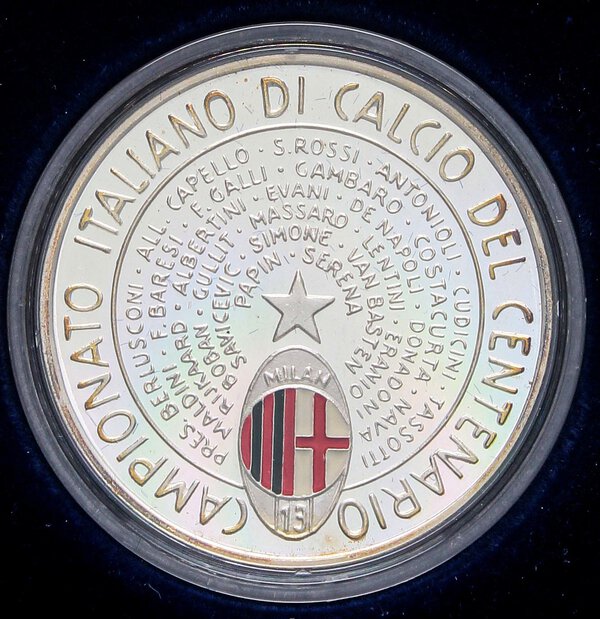 CAMPIONATO ITALIANO DI CALCIO DEL CENTENARIO
PRES. BERLUSCONI · ALL. CAPELLO · S. ROSSI · ANTONIOLI · CUDICINI · TASSOTTI
MALDINI · F. BARESI · F. GALLI · GAMBARO · COSTACURTA · NAVA
RIJKAARD · ALBERTINI · EVANI · DE NAPOLI · DONADONI
BOBAN · GULLIT · MASSARO · LENTINI · ERANIO
SAVICEVIC · SIMONE · VAN BASTEN
PAPIN · SERENA
MILAN
13